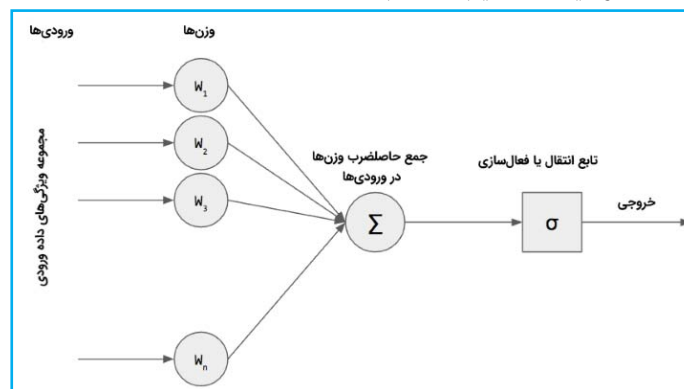 ورودی‌ها
وزن‌ها
مجموعه ویژگی‌های داده ورودی
W₁
W₂
W₃
Wₙ
جمع حاصلضرب وزن‌ها
در ورودی‌ها
Σ
تابع انتقال یا فعال‌سازی
σ
خروجی